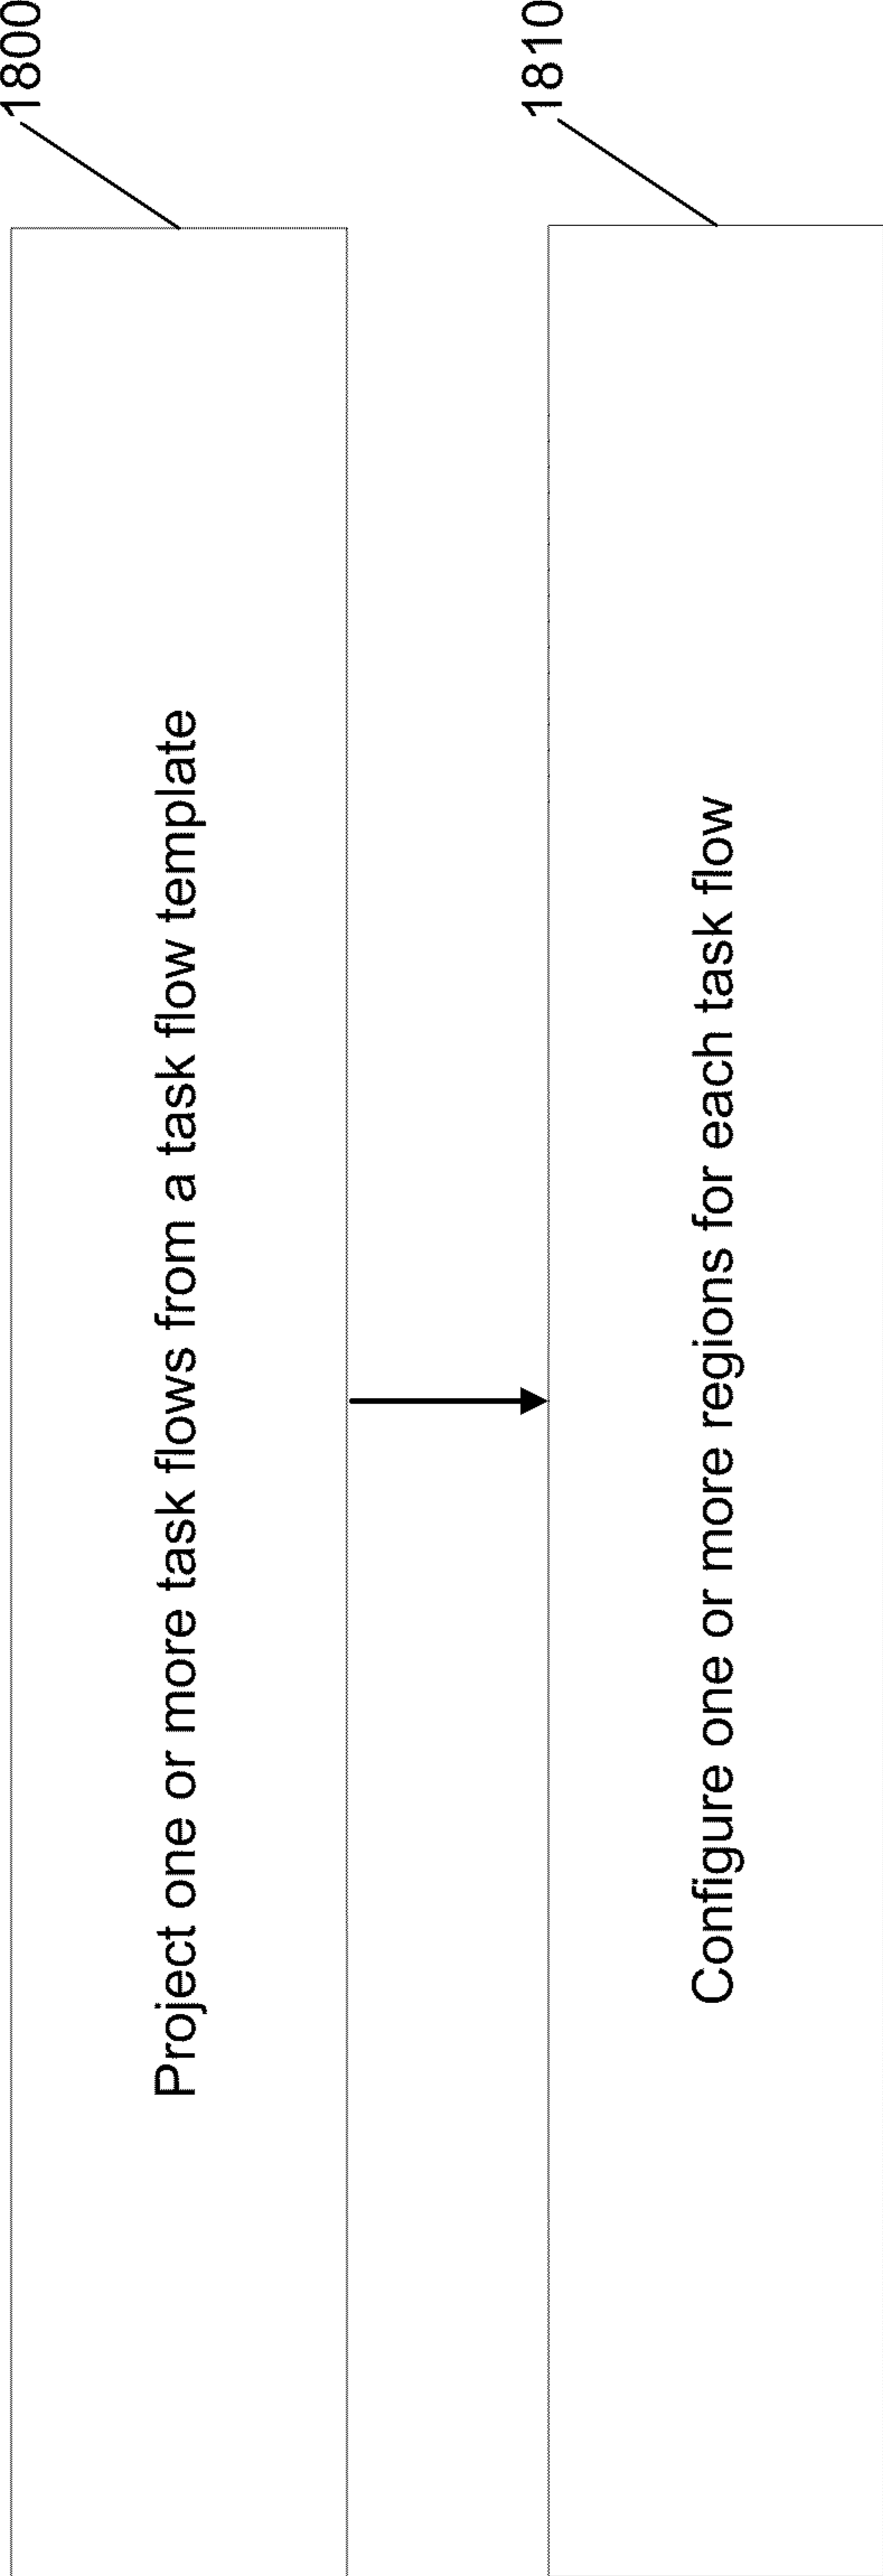 1800
Project one or more task flows from a task flow template
1810
Configure one or more regions for each task flow